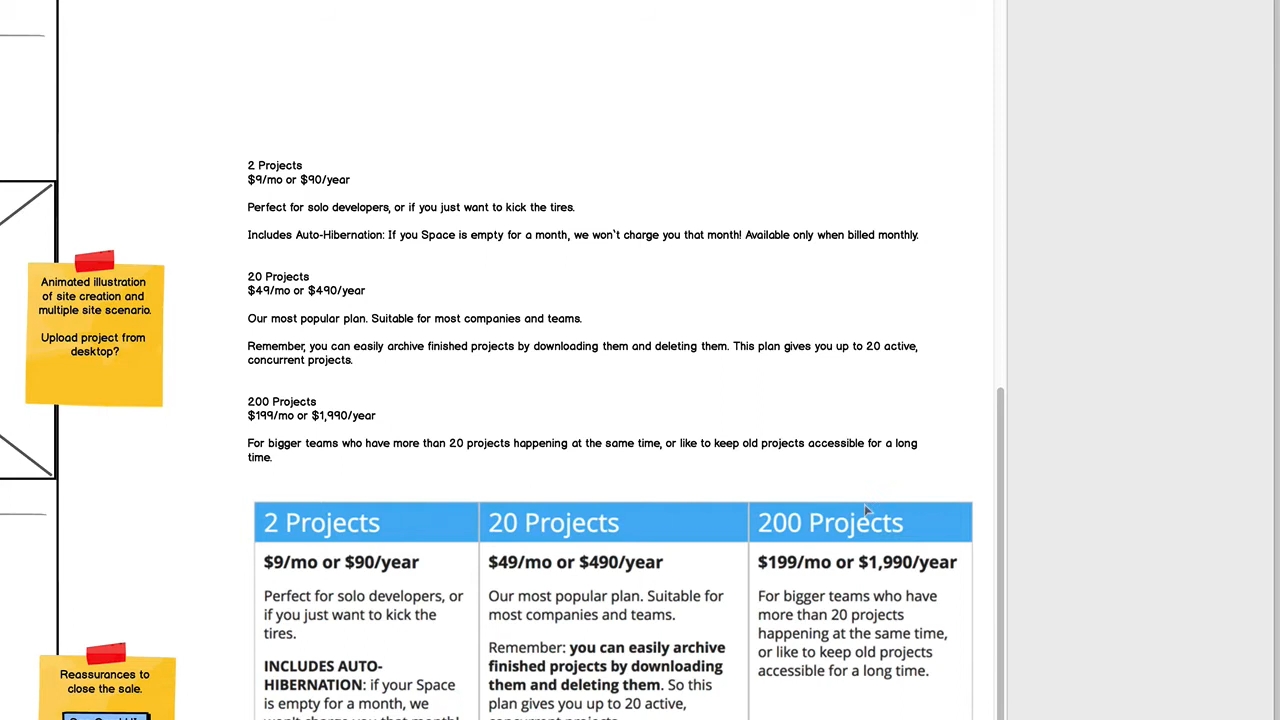 2 Projects
$9/mo or $90/year
Perfect for solo developers, or if you just want to kick the tires.
Includes Auto-Hibernation: If you Space is empty for a month, we won't charge you that month! Available only when billed monthly.
20 Projects
$49/mo or $490/year
Our most popular plan. Suitable for most companies and teams.
Remember, you can easily archive finished projects by downloading them and deleting them. This plan gives you up to 20 active,
concurrent projects.
200 Projects
$199/mo or $1,990/year
For bigger teams who have more than 20 projects happening at the same time, or like to keep old projects accessible for a long
time.
Animated illustration
of site creation and
multiple site scenario.
Upload project from
desktop?
Reassurances to
close the sale.
2 Projects
$9/mo or $90/year
Perfect for solo developers, or
if you just want to kick the
tires.
INCLUDES AUTO-
HIBERNATION: if your Space
is empty for a month, we
won't charge you that month!
20 Projects
$49/mo or $490/year
Our most popular plan. Suitable for
most companies and teams.
Remember: you can easily archive
finished projects by downloading
them and deleting them. So this
plan gives you up to 20 active,
concurrent projects.
200 Projects
$199/mo or $1,990/year
For bigger teams who have
more than 20 projects
happening at the same time,
or like to keep old projects
accessible for a long time.